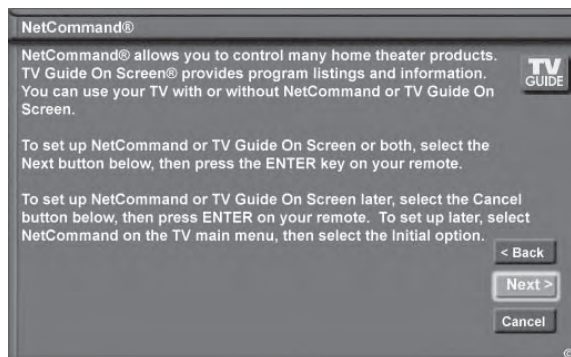 NetCommand®
NetCommand® allows you to control many home theater products.
TV Guide On Screen® provides program listings and information.
You can use your TV with or without NetCommand or TV Guide On
Screen.
TV
GUIDE
To set up NetCommand or TV Guide On Screen or both, select the
Next button below, then press the ENTER key on your remote.
To set up NetCommand or TV Guide On Screen later, select the Cancel
button below, then press ENTER on your remote.  To set up later, select
NetCommand on the TV main menu, then select the Initial option.
< Back
Next >
Cancel